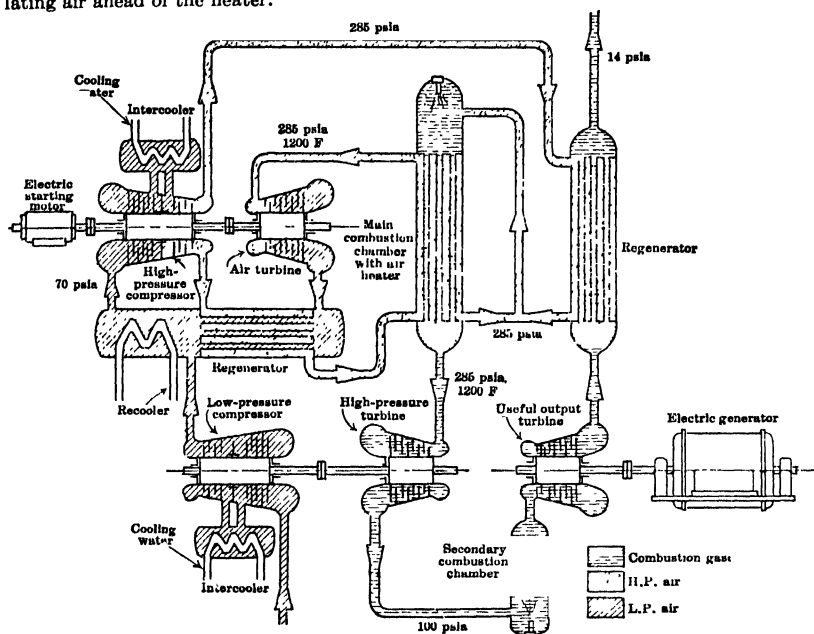 lating air ahead of the heater.
285 psia
14 psia
Cooling
ater
Intercooler
285 psia
1200 F
Electric
starting
motor
Main
combustion
chamber
with air
heater
Regenerator
Air turbine
High-
pressure
compressor
70 psia
285 psia
Regenerator
285 psia,
1200 F
Recooler
Low-pressure
compressor
High-pressure
turbine
Useful output
turbine
Electric generator
Cooling
water
Intercooler
Secondary
combustion
chamber
Combustion gas
H.P. air
L.P. air
100 psia